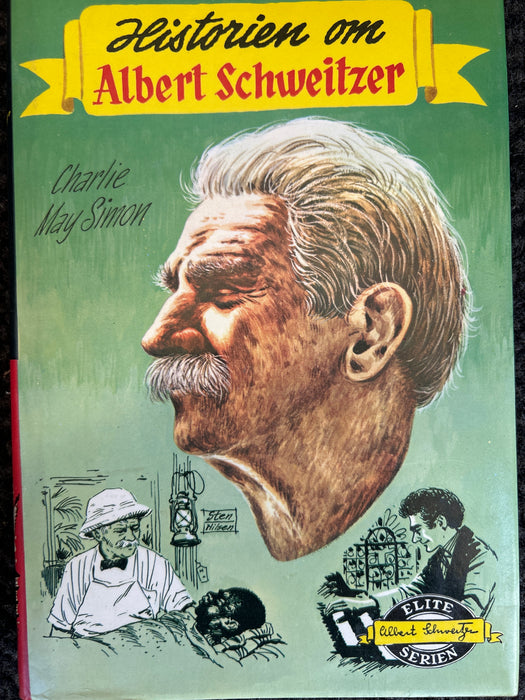 Historien om
Albert Schweitzer
Charlie
May Simon
Sten
Nilsen
ELITE
Albert Schweitzer
SERIEN